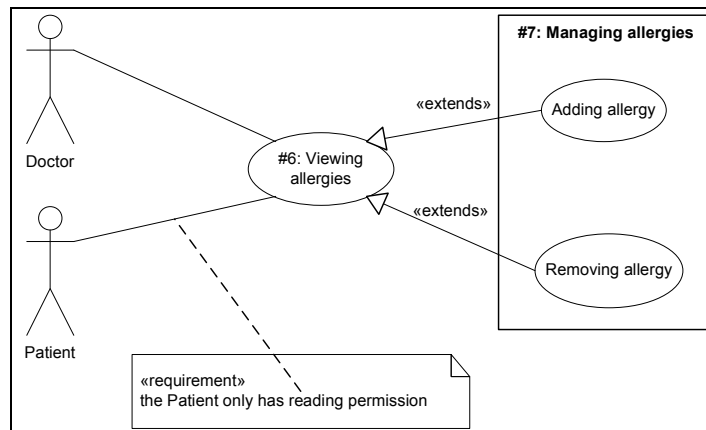 #7: Managing allergies
«extends»
Adding allergy
Doctor
#6: Viewing
allergies
«extends»
Removing allergy
Patient
«requirement»
the Patient only has reading permission